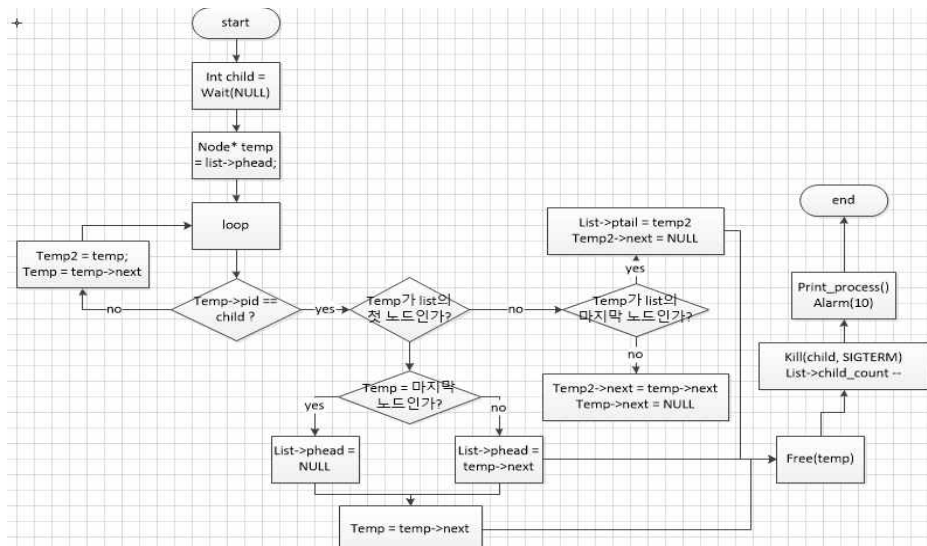 start
Int child =
Wait(NULL)
Node* temp
= list->phead;
loop
Temp2 = temp;
Temp = temp->next
no
Temp->pid ==
child ?
yes
Temp가 list의
첫 노드인가?
no
Temp가 list의
마지막 노드인가?
yes
List->ptail = temp2
Temp2->next = NULL
no
Temp2->next = temp->next
Temp->next = NULL
Temp = 마지막
노드인가?
yes
no
List->phead =
NULL
List->phead =
temp->next
Temp = temp->next
Free(temp)
Kill(child, SIGTERM)
List->child_count --
Print_process()
Alarm(10)
end